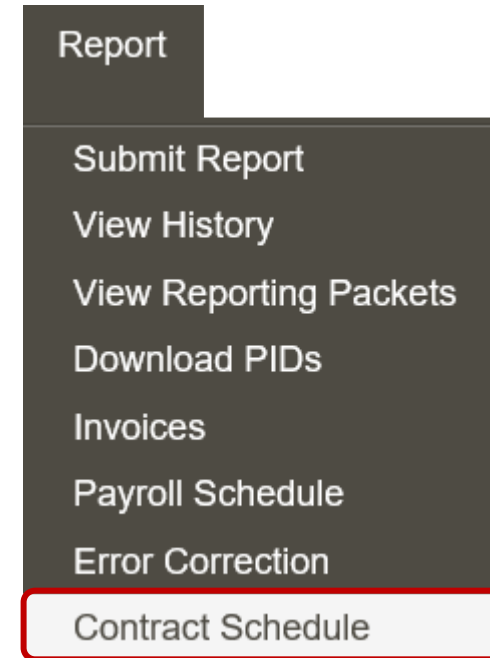 Report
Submit Report
View History
View Reporting Packets
Download PIDs
Invoices
Payroll Schedule
Error Correction
Contract Schedule